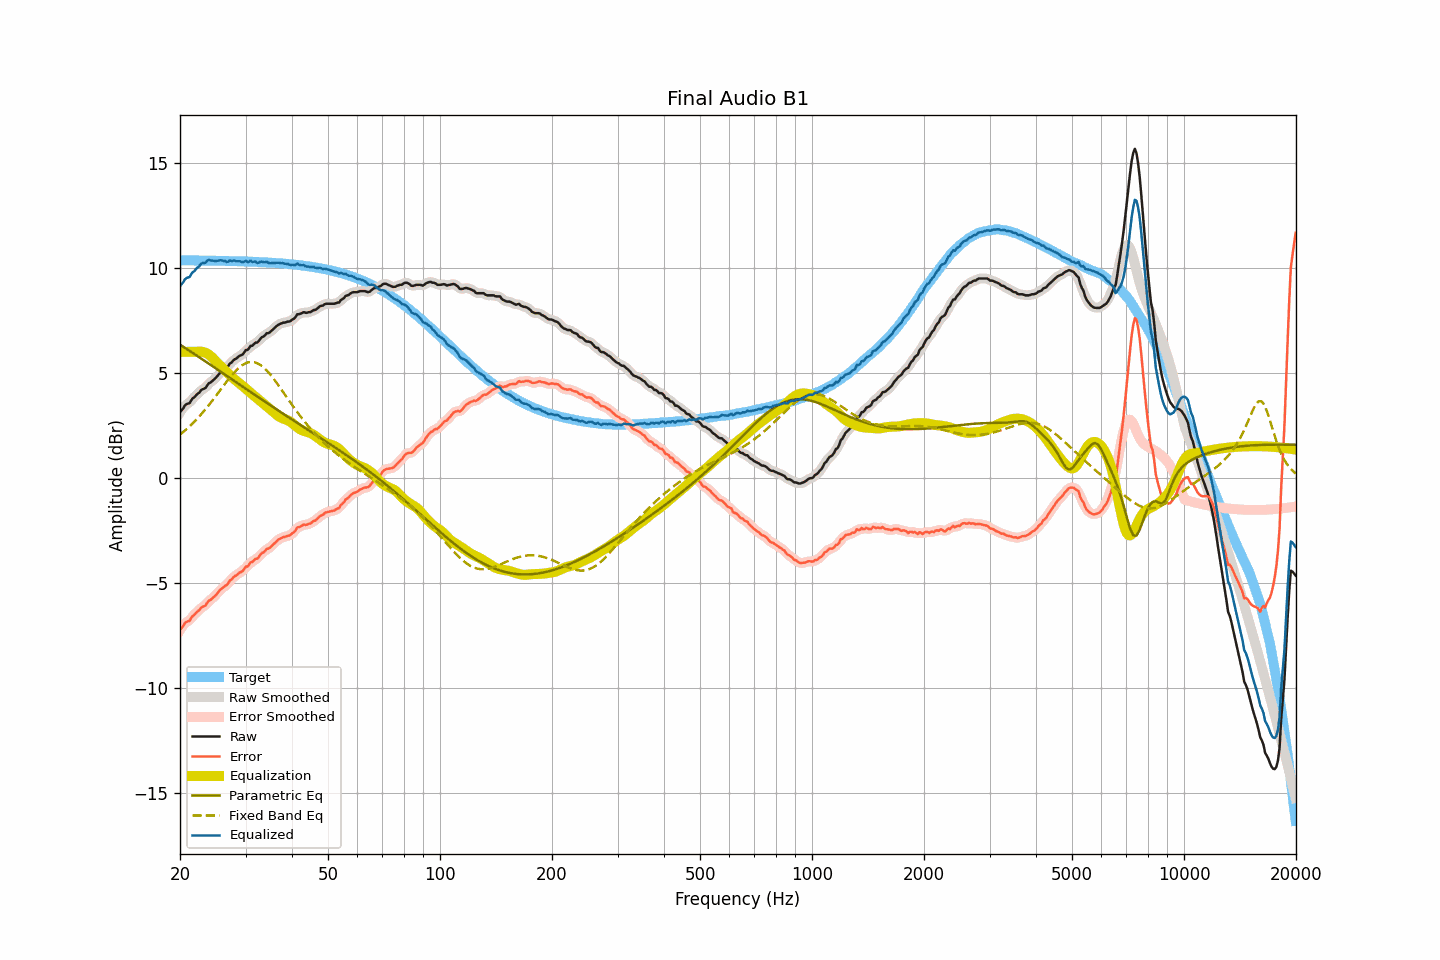 Final Audio B1
Amplitude (dBr)
15
10
5
0
−5
−10
−15
Target
Raw Smoothed
Error Smoothed
Raw
Error
Equalization
Parametric Eq
Fixed Band Eq
Equalized
20 50 100 200 500 1000 2000 5000 10000 20000
Frequency (Hz)